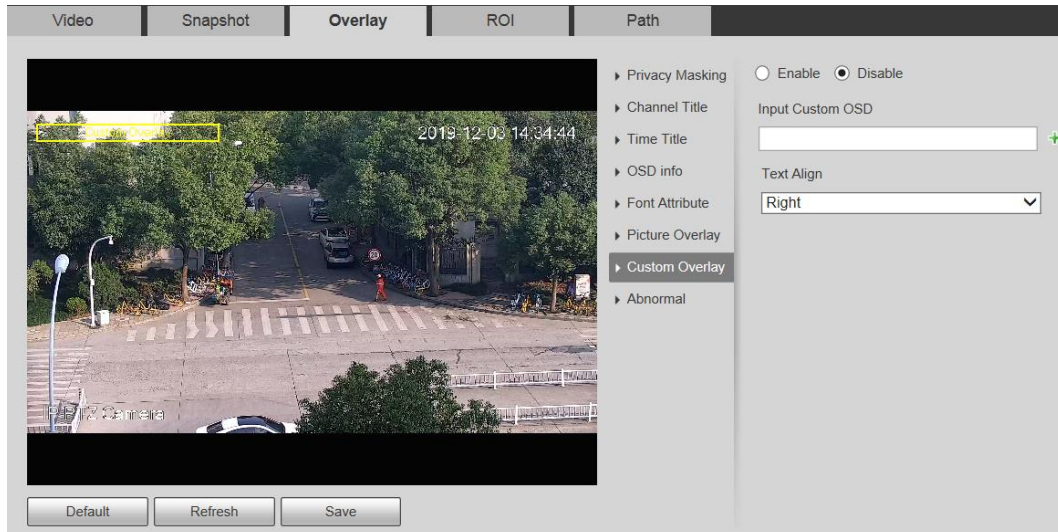 Video
Snapshot
Overlay
ROI
Path
Custom Overlay
2019-12-03 14:34:44
PTZ Camera
Default
Refresh
Save
Privacy Masking
Channel Title
Time Title
OSD info
Font Attribute
Picture Overlay
Custom Overlay
Abnormal
Enable
Disable
Input Custom OSD
Text Align
Right